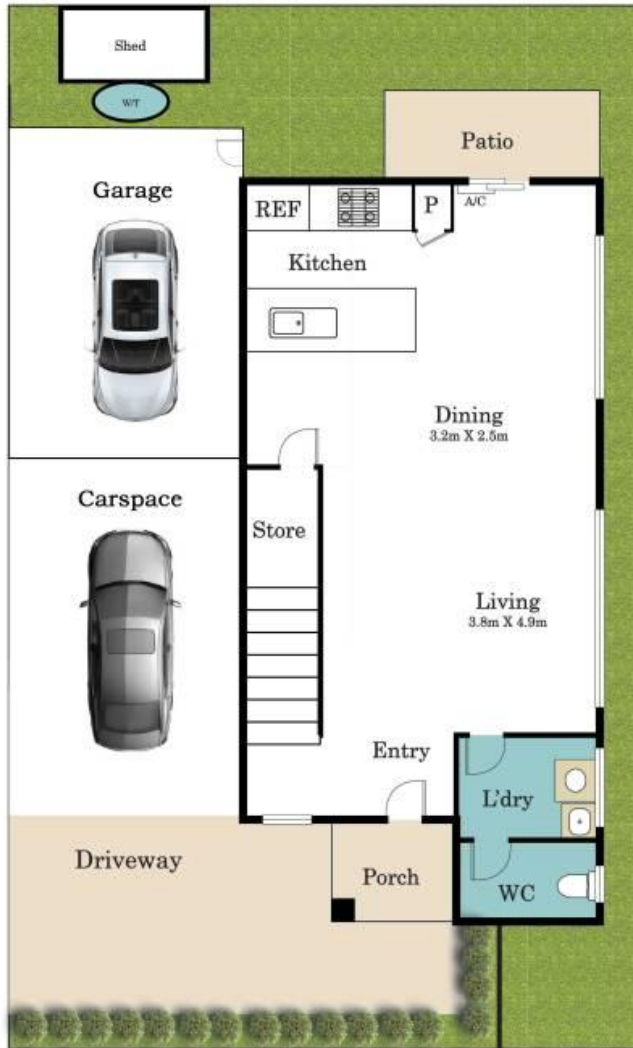 Shed
W/T
Patio
Garage
REF
P
A/C
Kitchen
Dining
3.2m X 2.5m
Carspace
Store
Living
3.8m X 4.9m
Entry
L'dry
Driveway
Porch
WC